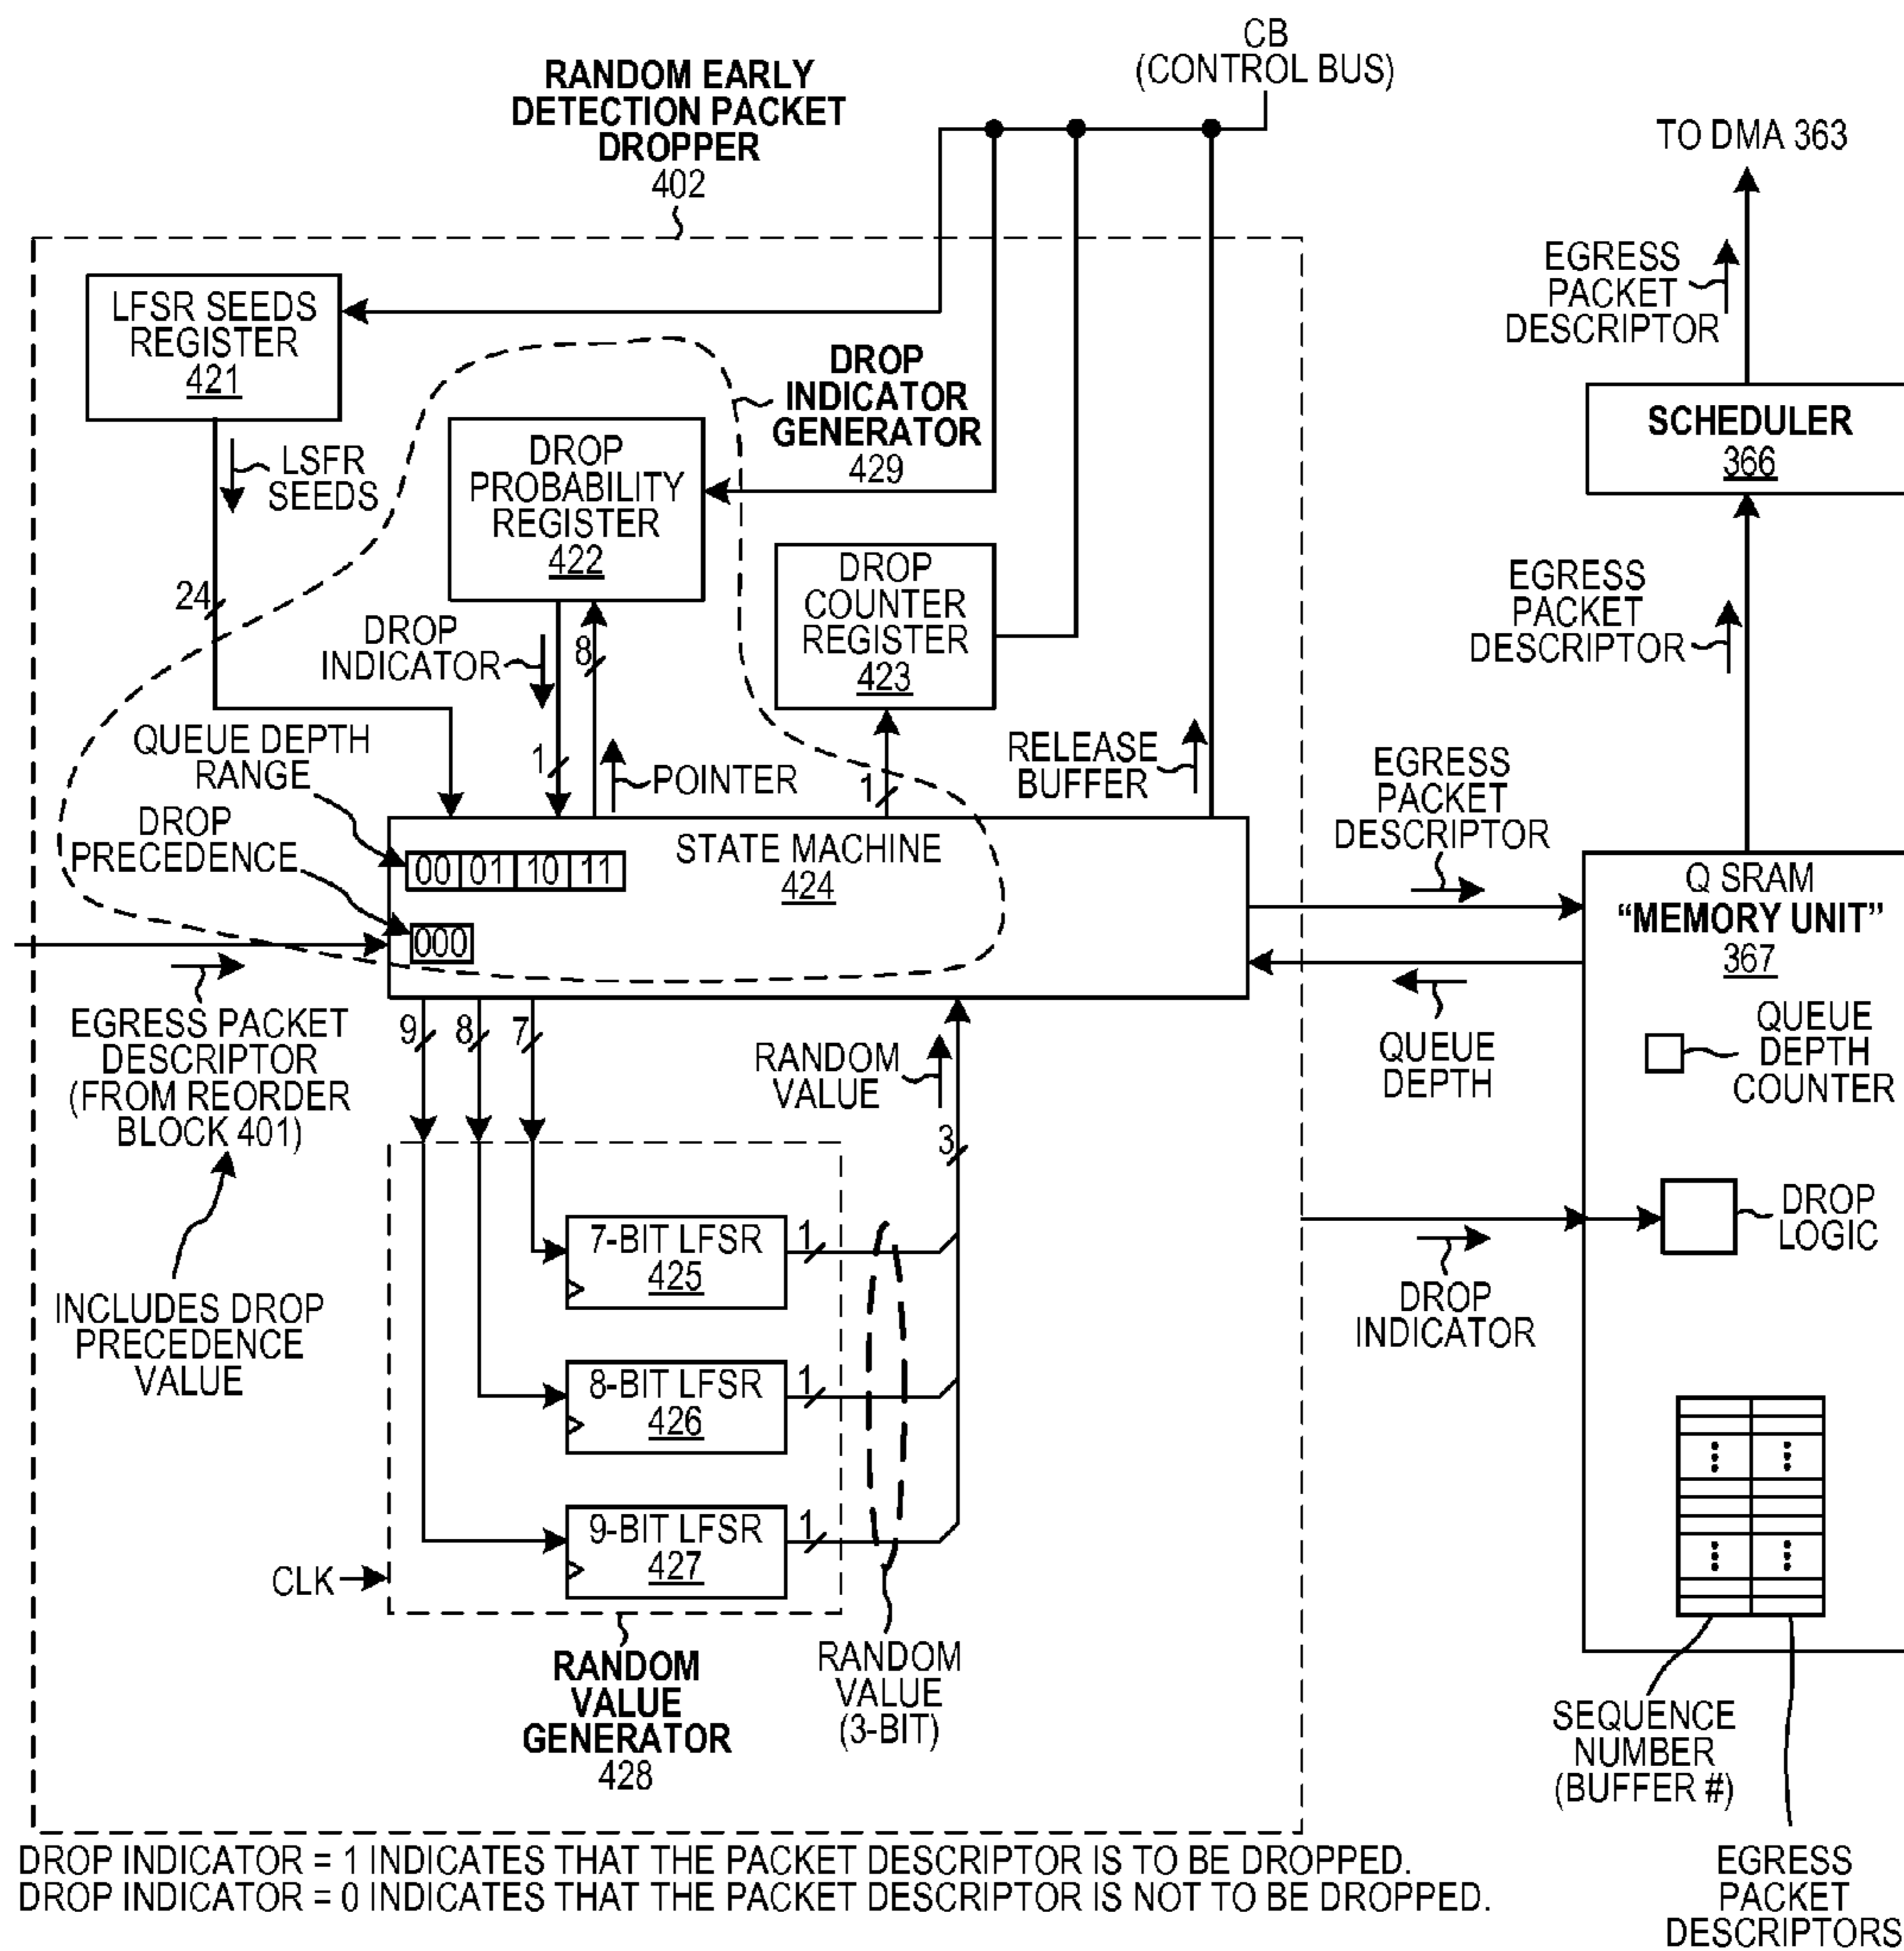 CB
(CONTROL BUS)
RANDOM EARLY
DETECTION PACKET
DROPPER
402
TO DMA 363
EGRESS
PACKET
DESCRIPTOR
LFSR SEEDS
REGISTER
421
DROP
INDICATOR
GENERATOR
429
SCHEDULER
366
LSFR
SEEDS
DROP
PROBABILITY
REGISTER
422
DROP
COUNTER
REGISTER
423
EGRESS
PACKET
DESCRIPTOR
24
DROP
INDICATOR
8
1
POINTER
1
RELEASE
BUFFER
QUEUE DEPTH
RANGE
DROP
PRECEDENCE
EGRESS
PACKET
DESCRIPTOR
00 01 10 11
STATE MACHINE
424
000
Q SRAM
“MEMORY UNIT”
367
EGRESS PACKET
DESCRIPTOR
(FROM REORDER
BLOCK 401)
9 8 7
RANDOM
VALUE
3
QUEUE
DEPTH
QUEUE
DEPTH
COUNTER
INCLUDES DROP
PRECEDENCE
VALUE
7-BIT LFSR
425
1
8-BIT LFSR
426
1
9-BIT LFSR
427
1
CLK
DROP
LOGIC
DROP
INDICATOR
RANDOM
VALUE
GENERATOR
428
RANDOM
VALUE
(3-BIT)
SEQUENCE
NUMBER
(BUFFER #)
EGRESS
PACKET
DESCRIPTORS
DROP INDICATOR = 1 INDICATES THAT THE PACKET DESCRIPTOR IS TO BE DROPPED.
DROP INDICATOR = 0 INDICATES THAT THE PACKET DESCRIPTOR IS NOT TO BE DROPPED.